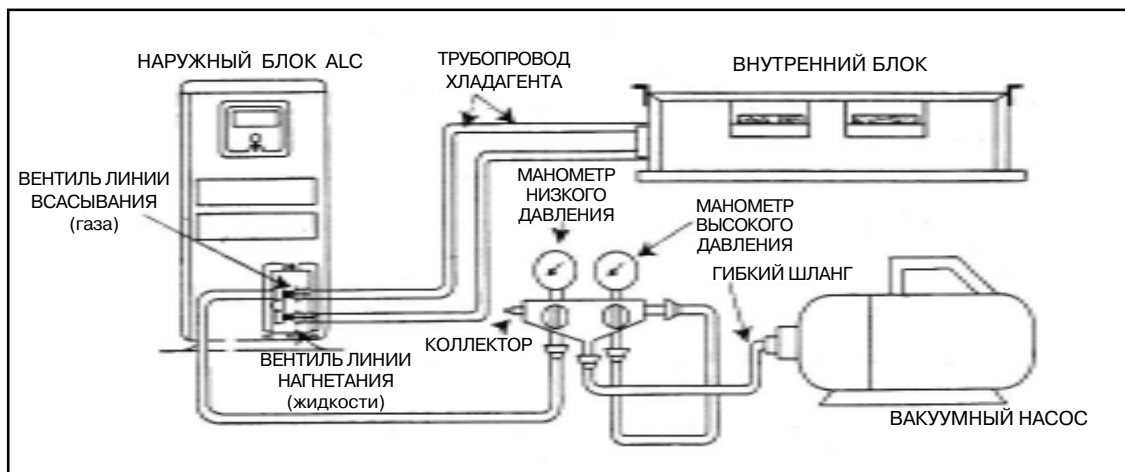 НАРУЖНЫЙ БЛОК ALC
ТРУБОПРОВОД
ХЛАДАГЕНТА
ВНУТРЕННИЙ БЛОК
ВЕНТИЛЬ ЛИНИИ
ВСАСЫВАНИЯ
(газа)
МАНОМЕТР
НИЗКОГО
ДАВЛЕНИЯ
МАНОМЕТР
ВЫСОКОГО
ДАВЛЕНИЯ
ГИБКИЙ ШЛАНГ
КОЛЛЕКТОР
ВЕНТИЛЬ ЛИНИИ
НАГНЕТАНИЯ
(жидкости)
ВАКУУМНЫЙ НАСОС